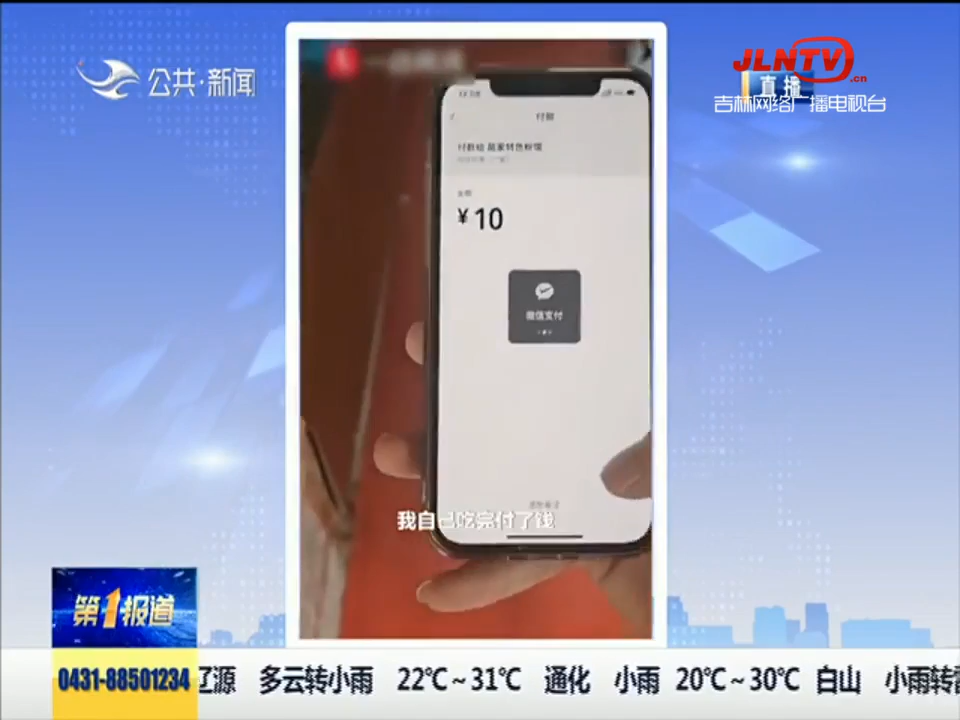 公共·新闻
JLNTV.cn
直播
吉林网络广播电视台
付款
¥10
微信支付
我自己吃完付了钱
第1报道
0431-88501234
辽源 多云转小雨 22℃~31℃ 通化 小雨 20℃~30℃ 白山 小雨转雷